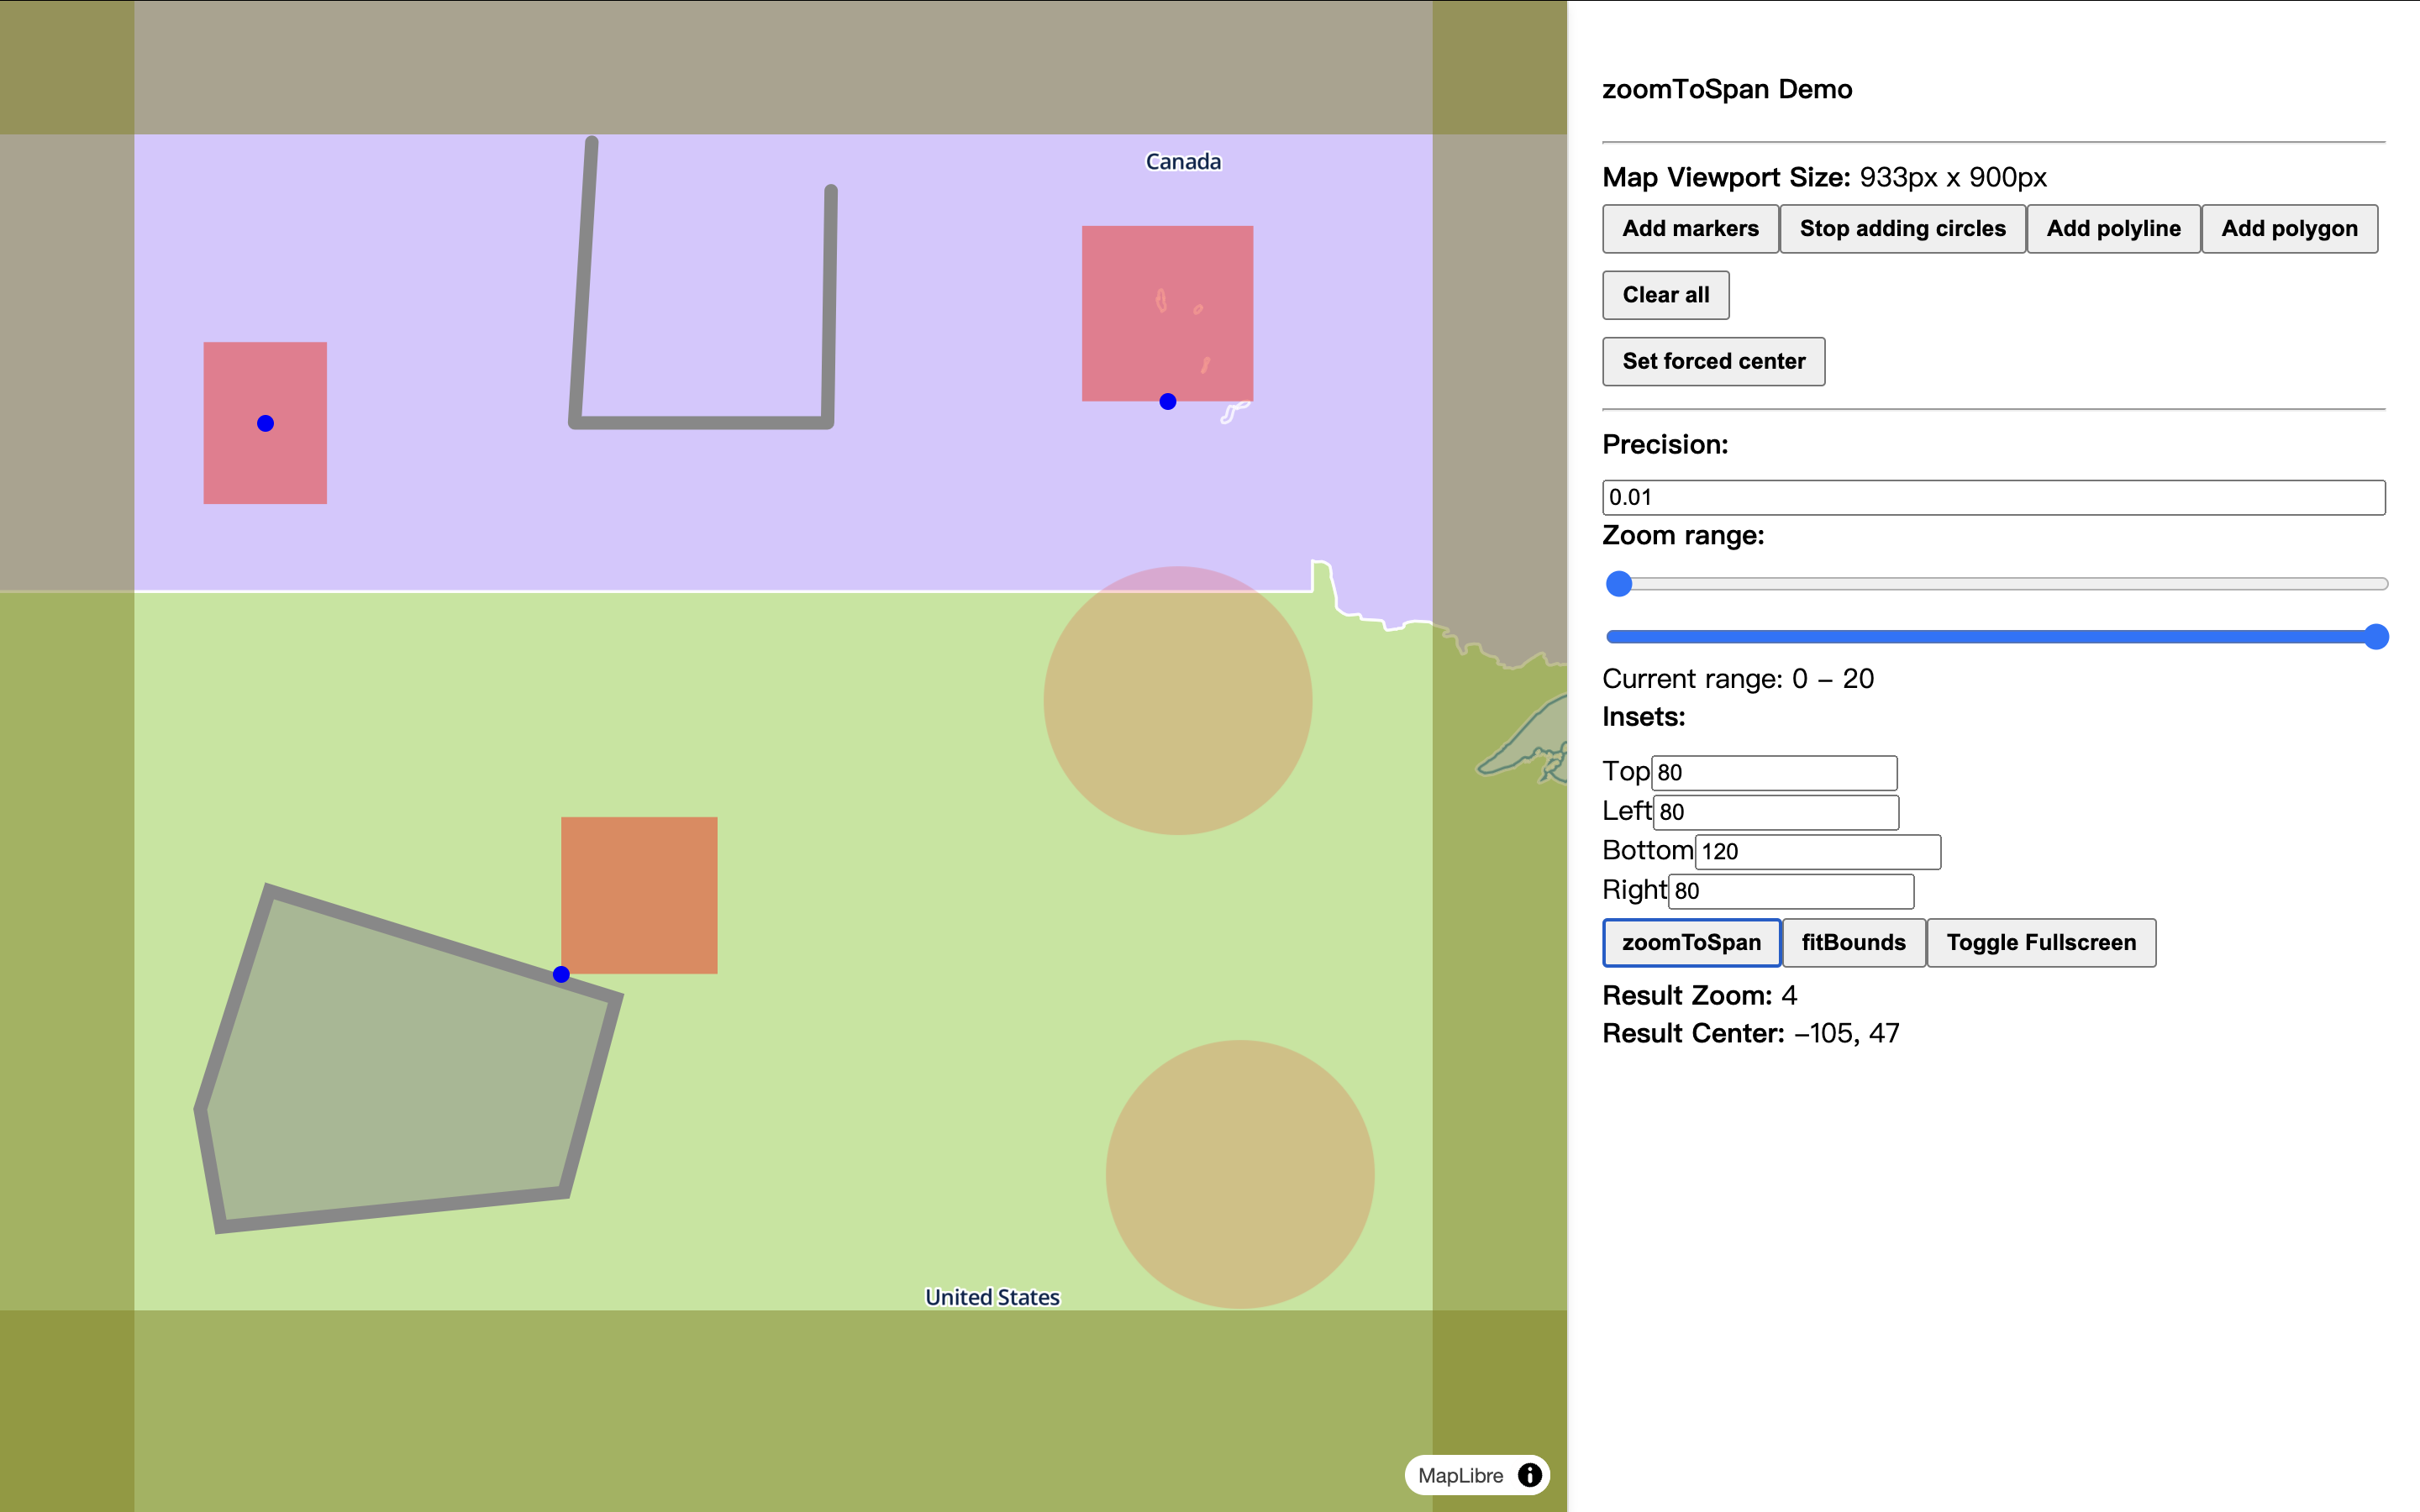 Canada
United States
MapLibre
zoomToSpan Demo
Map Viewport Size: 933px x 900px
Add markers Stop adding circles Add polyline Add polygon
Clear all
Set forced center
Precision:
0.01
Zoom range:
Current range: 0 – 20
Insets:
Top 80
Left 80
Bottom 120
Right 80
zoomToSpan fitBounds Toggle Fullscreen
Result Zoom: 4
Result Center: –105, 47